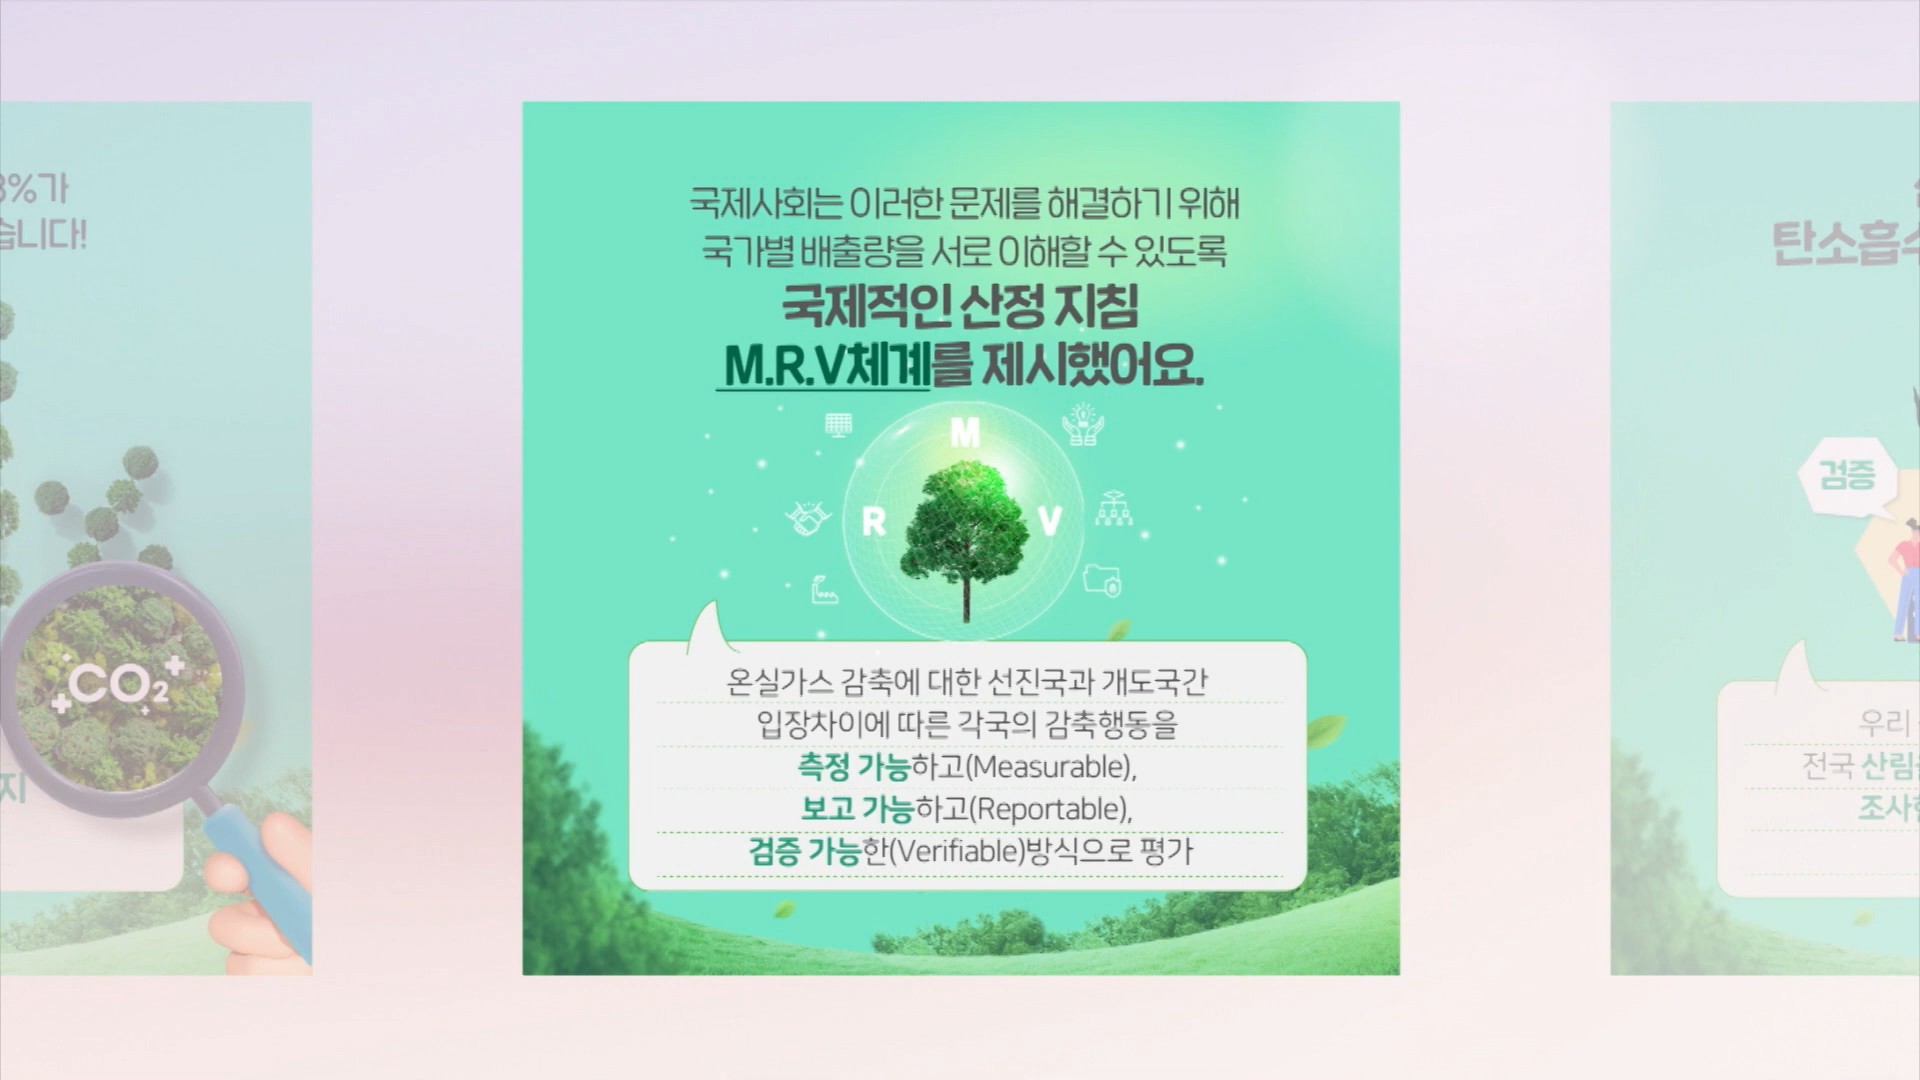 3%가
습니다!
CO₂
지
국제사회는 이러한 문제를 해결하기 위해
국가별 배출량을 서로 이해할 수 있도록
국제적인 산정 지침
M.R.V체계를 제시했어요.
M
R
V
온실가스 감축에 대한 선진국과 개도국간
입장차이에 따른 각국의 감축행동을
측정 가능하고(Measurable),
보고 가능하고(Reportable),
검증 가능한(Verifiable)방식으로 평가
탄소흡수
검증
우리
전국 산림
조사